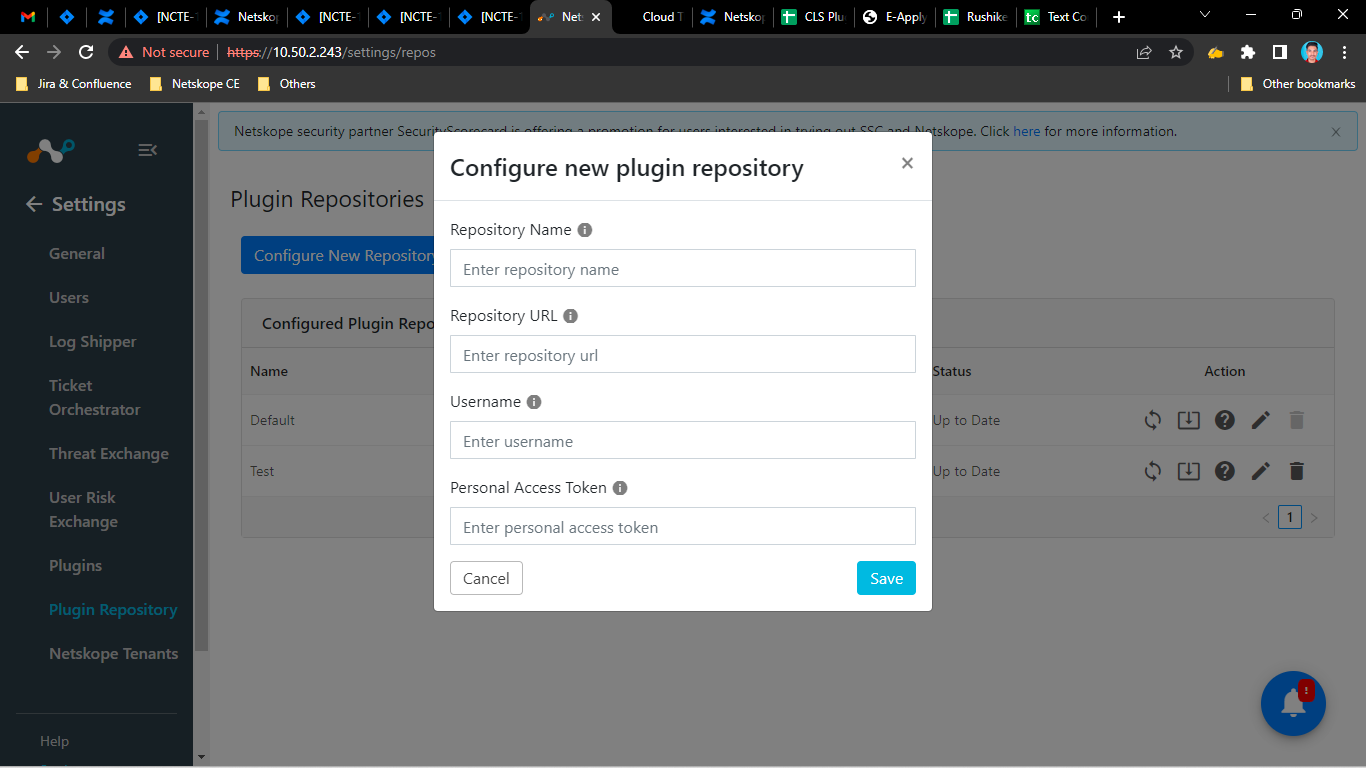 [NCTE-1
Netskop
[NCTE-1
[NCTE-1
[NCTE-1
Nets
Cloud T
Netskop
CLS Plu
E-Apply
Rushike
Text Co
Not secure
https://10.50.2.243/settings/repos
Jira & Confluence
Netskope CE
Others
Other bookmarks
Netskope security partner SecurityScorecard is offering a promotion for users interested in trying out SSC and Netskope. Click here for more information.
Settings
General
Users
Log Shipper
Ticket
Orchestrator
Threat Exchange
User Risk
Exchange
Plugins
Plugin Repository
Netskope Tenants
Help
Plugin Repositories
Configure New Repository
Configured Plugin Repo
Name
Status
Action
Default
Up to Date
Test
Up to Date
1
Configure new plugin repository
Repository Name
Enter repository name
Repository URL
Enter repository url
Username
Enter username
Personal Access Token
Enter personal access token
Cancel
Save